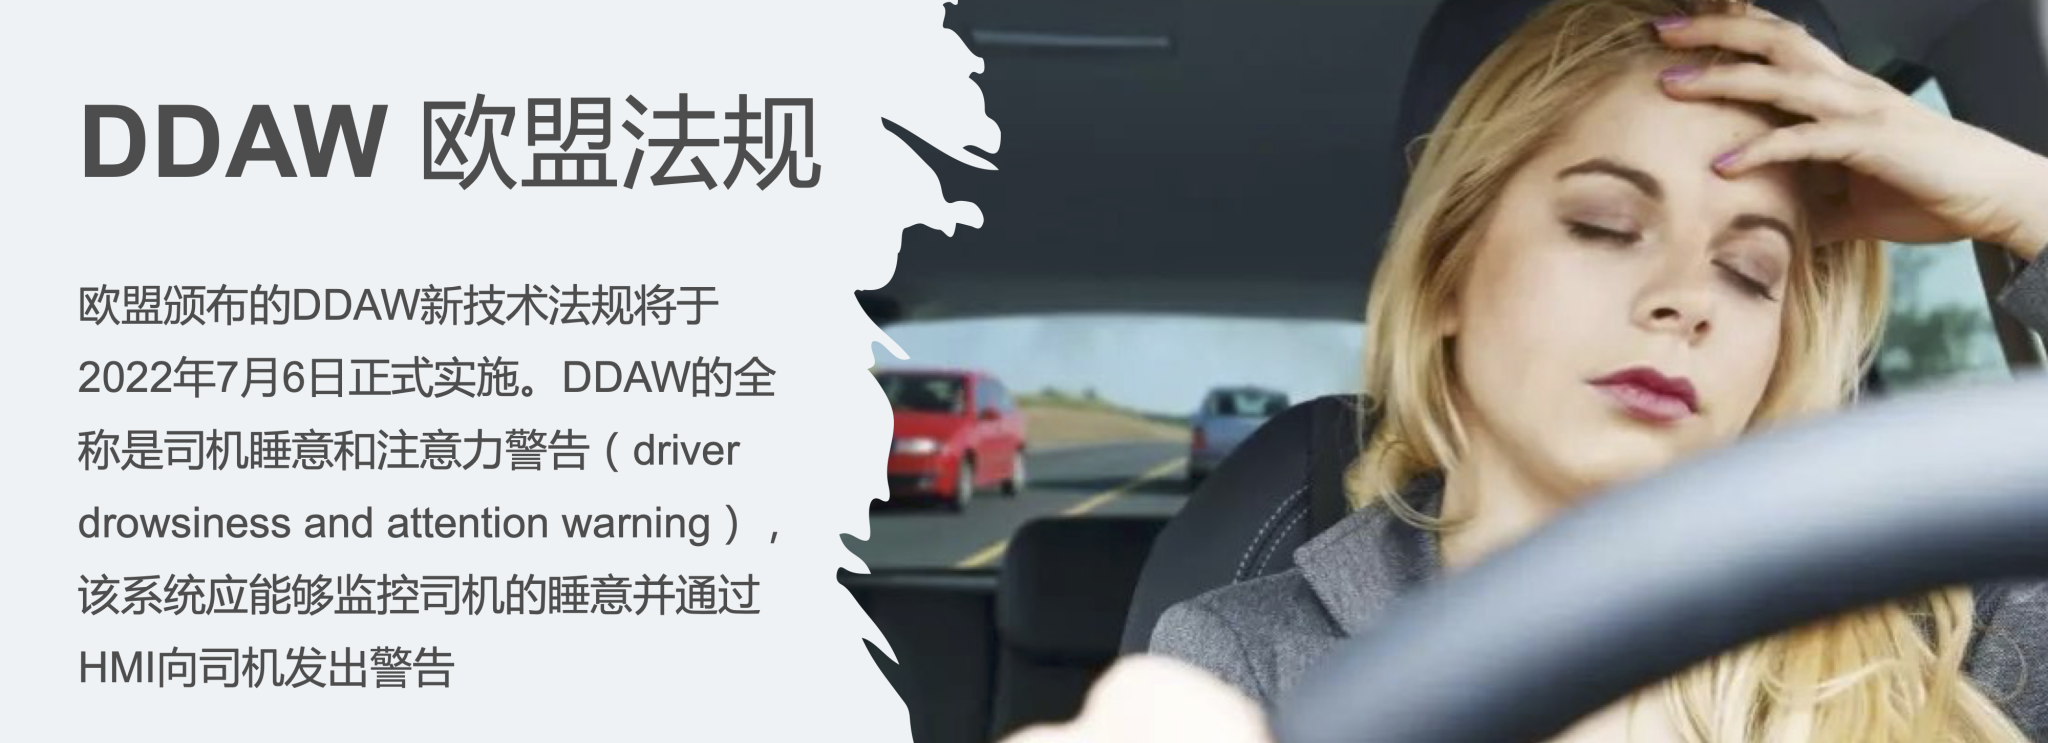 DDAW 欧盟法规
欧盟颁布的DDAW新技术法规将于
2022年7月6日正式实施。DDAW的全
称是司机睡意和注意力警告（driver
drowsiness and attention warning），
该系统应能够监控司机的睡意并通过
HMI向司机发出警告